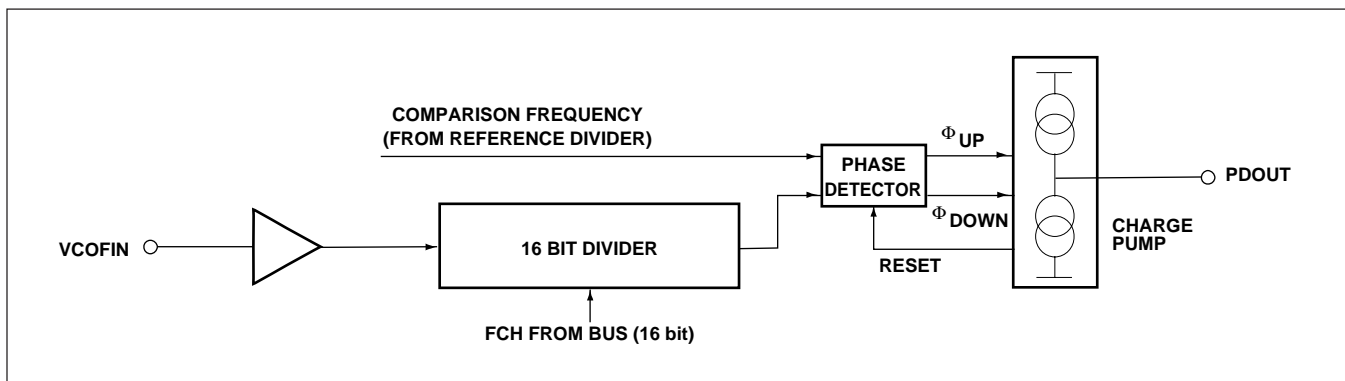 COMPARISON FREQUENCY
(FROM REFERENCE DIVIDER)
Φ UP
PHASE
DETECTOR
PDOUT
Φ DOWN
CHARGE
PUMP
VCOFIN
16 BIT DIVIDER
RESET
FCH FROM BUS (16 bit)